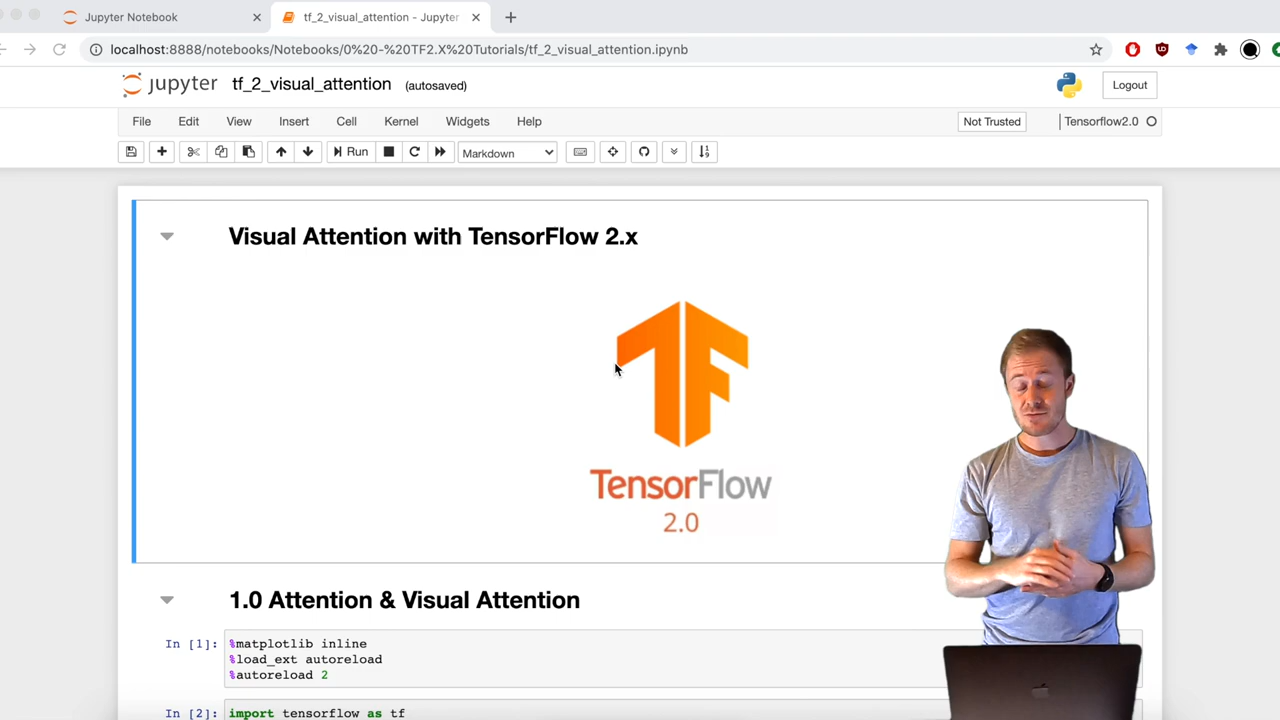 Jupyter Notebook
tf_2_visual_attention - Jupyter
localhost:8888/notebooks/Notebooks/0%20-%20TF2.X%20Tutorials/tf_2_visual_attention.ipynb
jupyter tf_2_visual_attention (autosaved) Logout
File Edit View Insert Cell Kernel Widgets Help Not Trusted Tensorflow2.0
Run Markdown
Visual Attention with TensorFlow 2.x
TensorFlow
2.0
1.0 Attention & Visual Attention
In [1]: %matplotlib inline
%load_ext autoreload
%autoreload 2
In [2]: import tensorflow as tf